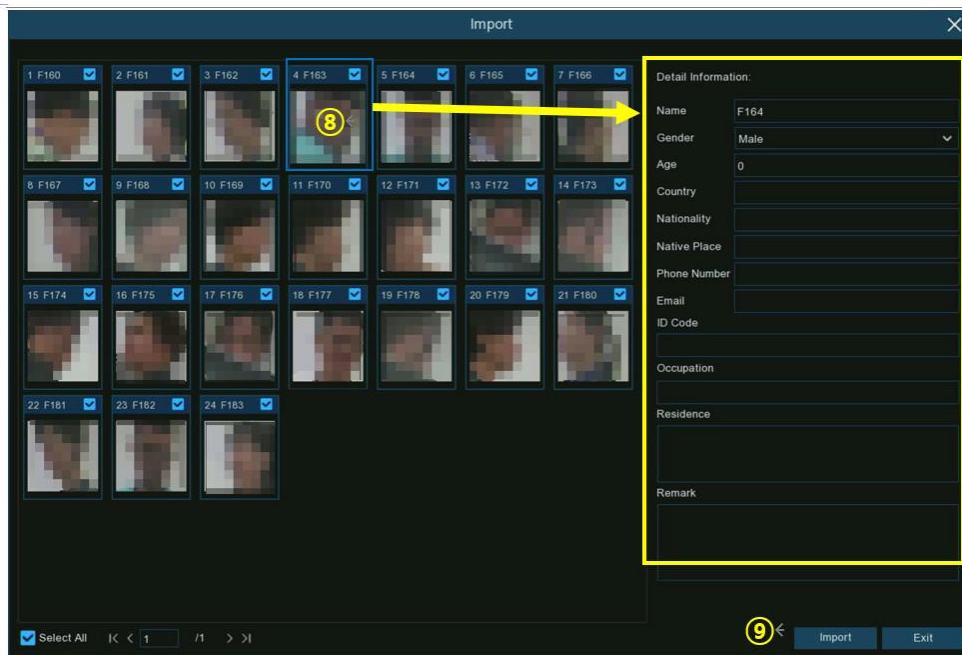 Import
1 F160 2 F161 3 F162 4 F163 5 F164 6 F165 7 F166
⑧
8 F167 9 F168 10 F169 11 F170 12 F171 13 F172 14 F173
15 F174 16 F175 17 F176 18 F177 19 F178 20 F179 21 F180
22 F181 23 F182 24 F183
Detail Information:
Name F164
Gender Male
Age 0
Country
Nationality
Native Place
Phone Number
Email
ID Code
Occupation
Residence
Remark
Select All 1 /1
⑨
Import Exit